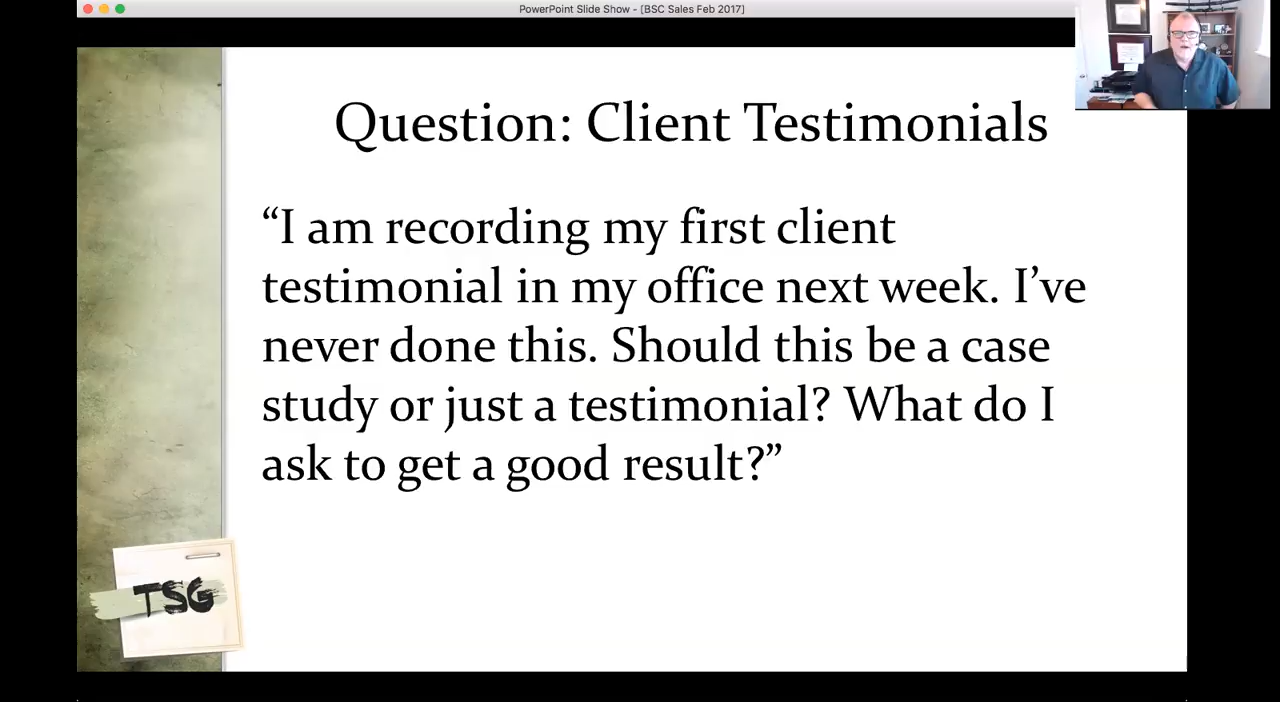 PowerPoint Slide Show - [BSC Sales Feb 2017]
Question: Client Testimonials
“I am recording my first client
testimonial in my office next week. I’ve
never done this. Should this be a case
study or just a testimonial? What do I
ask to get a good result?”
TSG